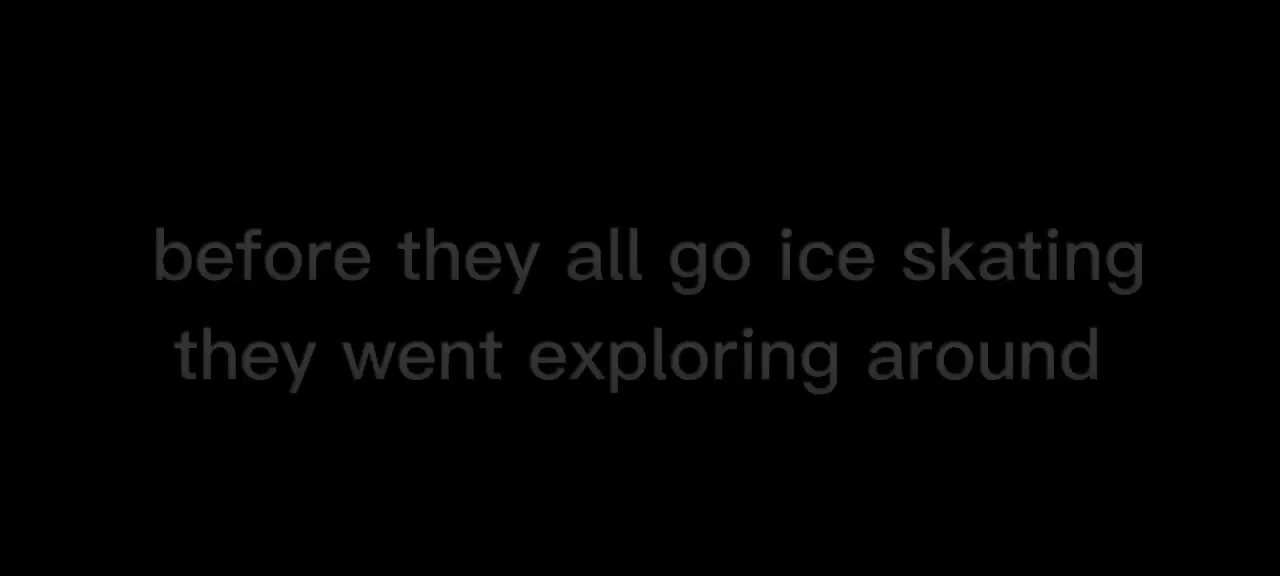 before they all go ice skating
they went exploring around